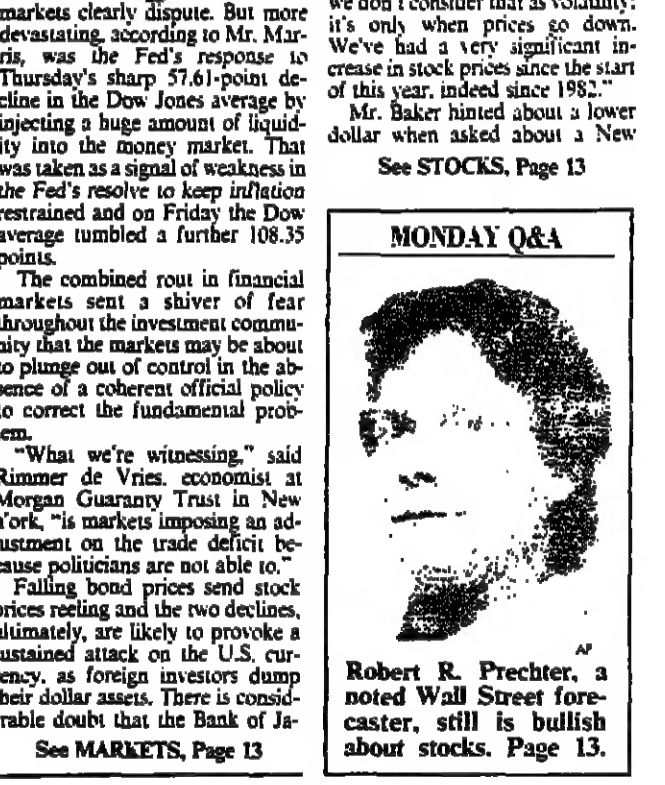 markets clearly dispute. But more
devastating, according to Mr. Mar-
ris, was the Fed's response to
Thursday's sharp 57.61-point de-
cline in the Dow Jones average by
injecting a huge amount of liquid-
ity into the money market. That
was taken as a signal of weakness in
the Fed's resolve to keep inflation
restrained and on Friday the Dow
average tumbled a further 108.35
points.
The combined rout in financial
markets sent a shiver of fear
throughout the investment commu-
nity that the markets may be about
to plunge out of control in the ab-
sence of a coherent official policy
to correct the fundamental prob-
em.
"What we're witnessing," said
Rimmer de Vries, economist at
Morgan Guaranty Trust in New
York, "is markets imposing an ad-
justment on the trade deficit be-
cause politicians are not able to."
Falling bond prices send stock
prices reeling and the two declines,
ultimately, are likely to provoke a
sustained attack on the U.S. cur-
rency, as foreign investors dump
their dollar assets. There is consid-
rable doubt that the Bank of Ja-
See MARKETS, Page 13
we don't consider that as volatility;
it's only when prices go down.
We've had a very significant in-
crease in stock prices since the start
of this year, indeed since 1982."
Mr. Baker hinted about a lower
dollar when asked about a New
See STOCKS, Page 13
MONDAY Q&A
AP
Robert R. Prechter, a
noted Wall Street fore-
caster, still is bullish
about stocks. Page 13.